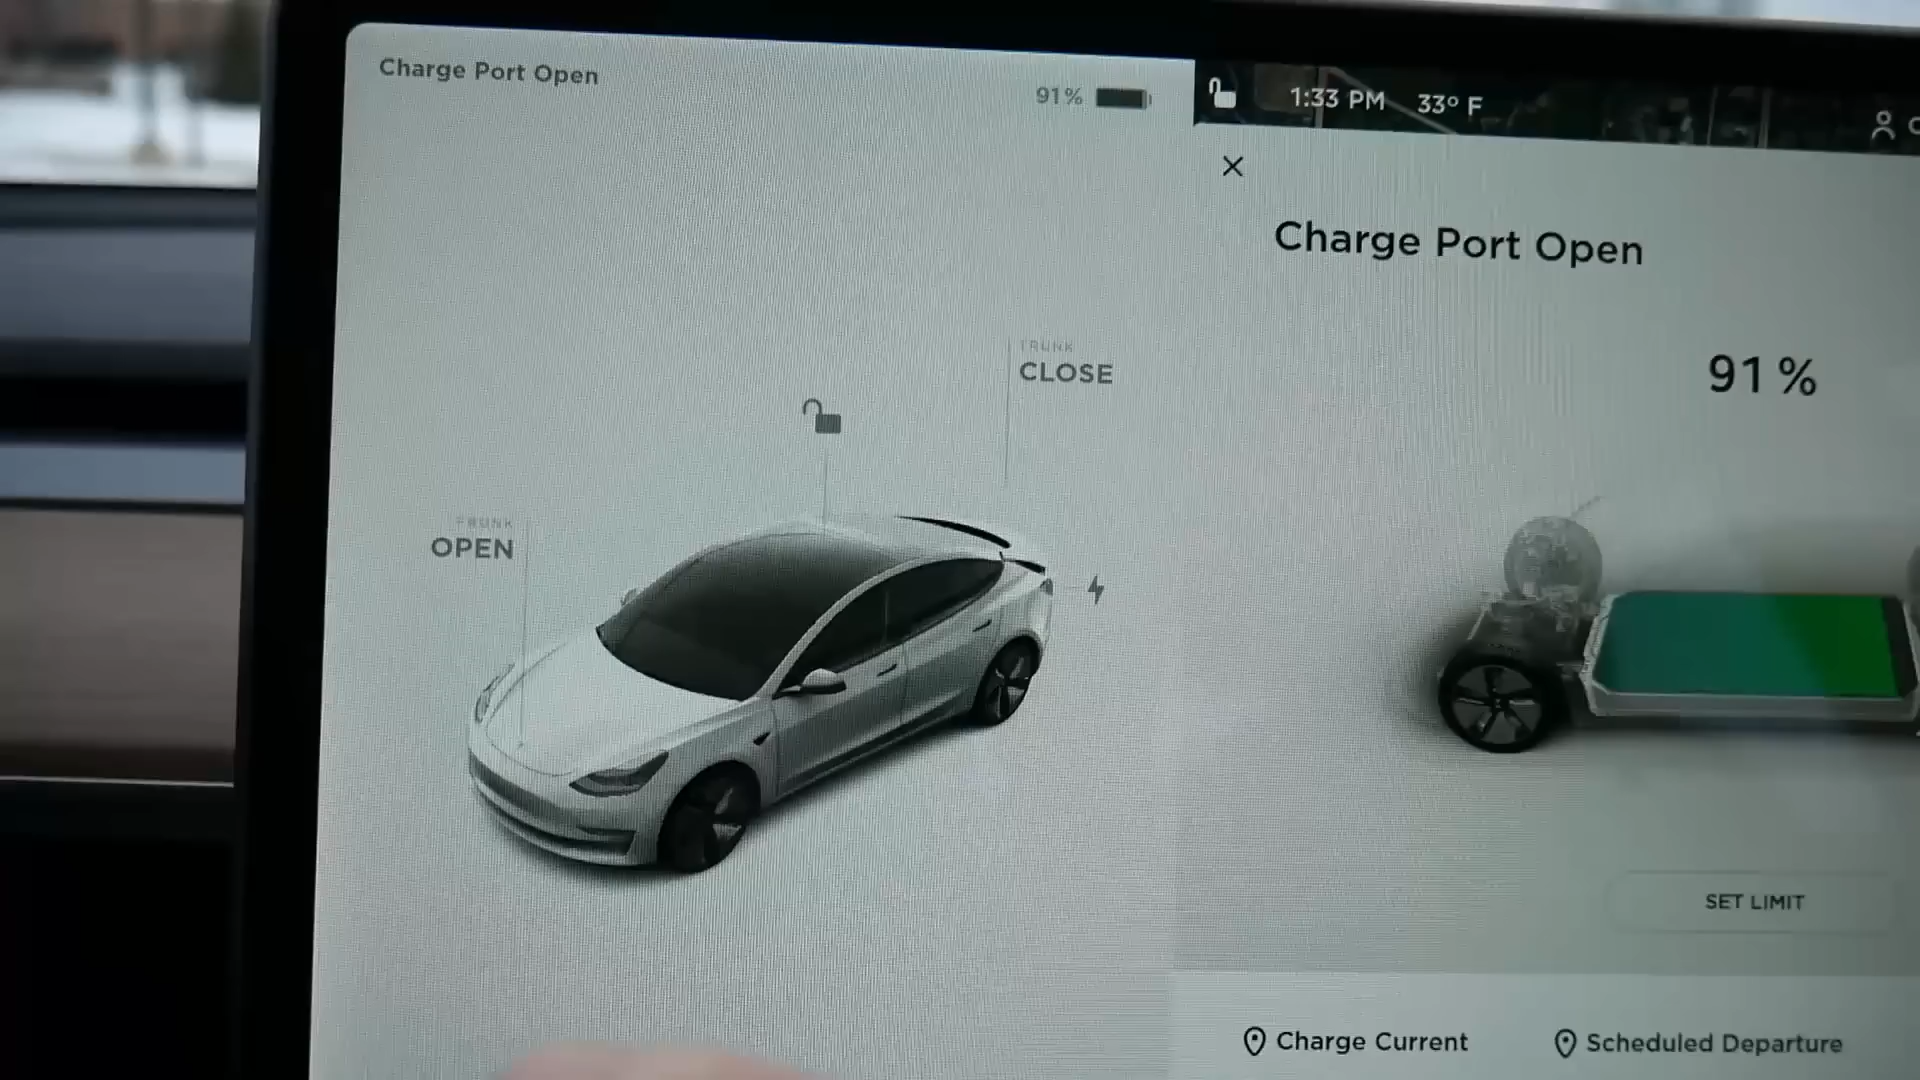 Charge Port Open
91%
1:33 PM 33° F
Charge Port Open
TRUNK
CLOSE
91 %
FRUNK
OPEN
SET LIMIT
Charge Current
Scheduled Departure